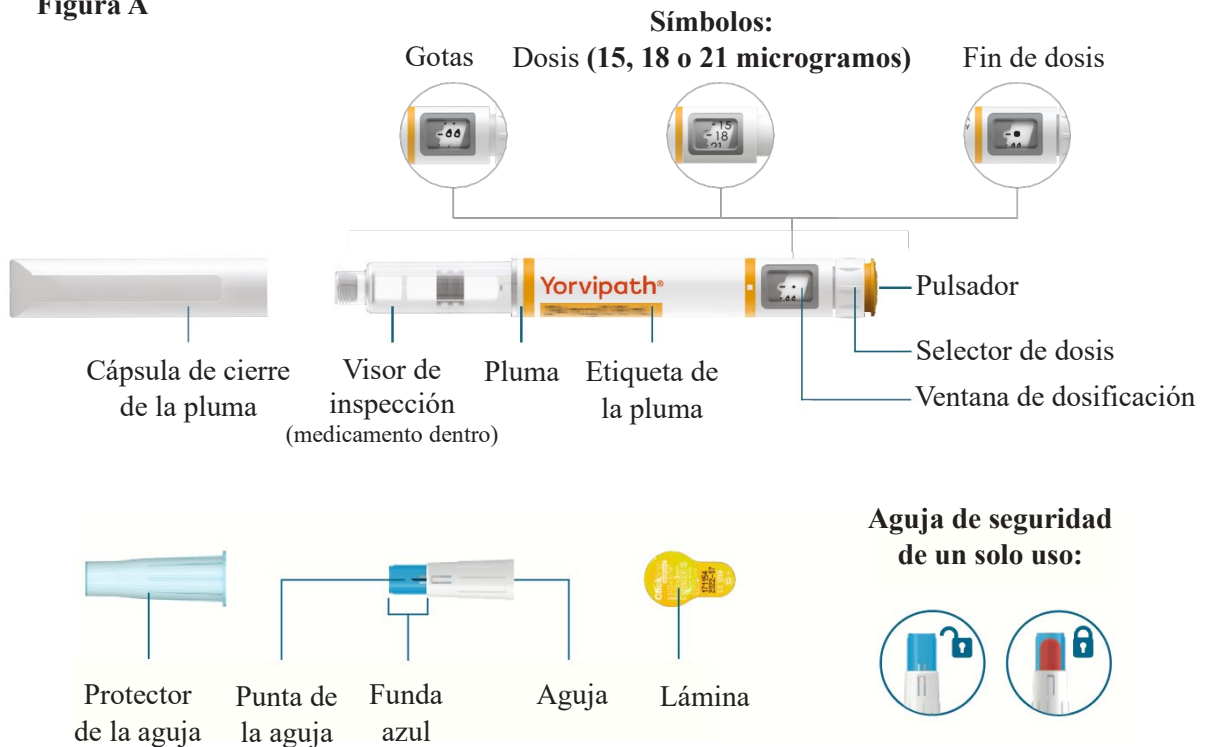 Figura A
Símbolos:
Gotas
Dosis (15, 18 o 21 microgramos)
Fin de dosis
15
18
21
Yorvipath®
Pulsador
Selector de dosis
Ventana de dosificación
Cápsula de cierre
de la pluma
Visor de
inspección
(medicamento dentro)
Pluma
Etiqueta de
la pluma
Aguja de seguridad
de un solo uso:
Protector
de la aguja
Punta de
la aguja
Funda
azul
Aguja
Lámina